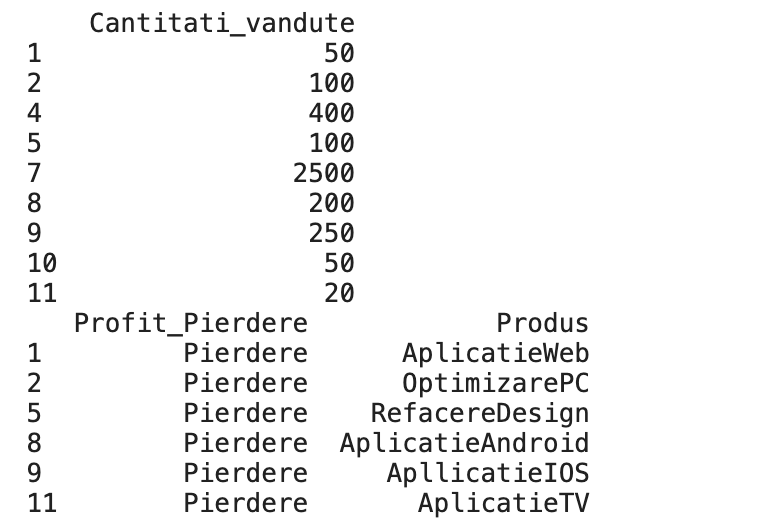 Cantitati_vandute
1 50
2 100
4 400
5 100
7 2500
8 200
9 250
10 50
11 20
Profit_Pierdere Produs
1 Pierdere AplicatieWeb
2 Pierdere OptimizarePC
5 Pierdere RefacereDesign
8 Pierdere AplicatieAndroid
9 Pierdere ApllicatieIOS
11 Pierdere AplicatieTV